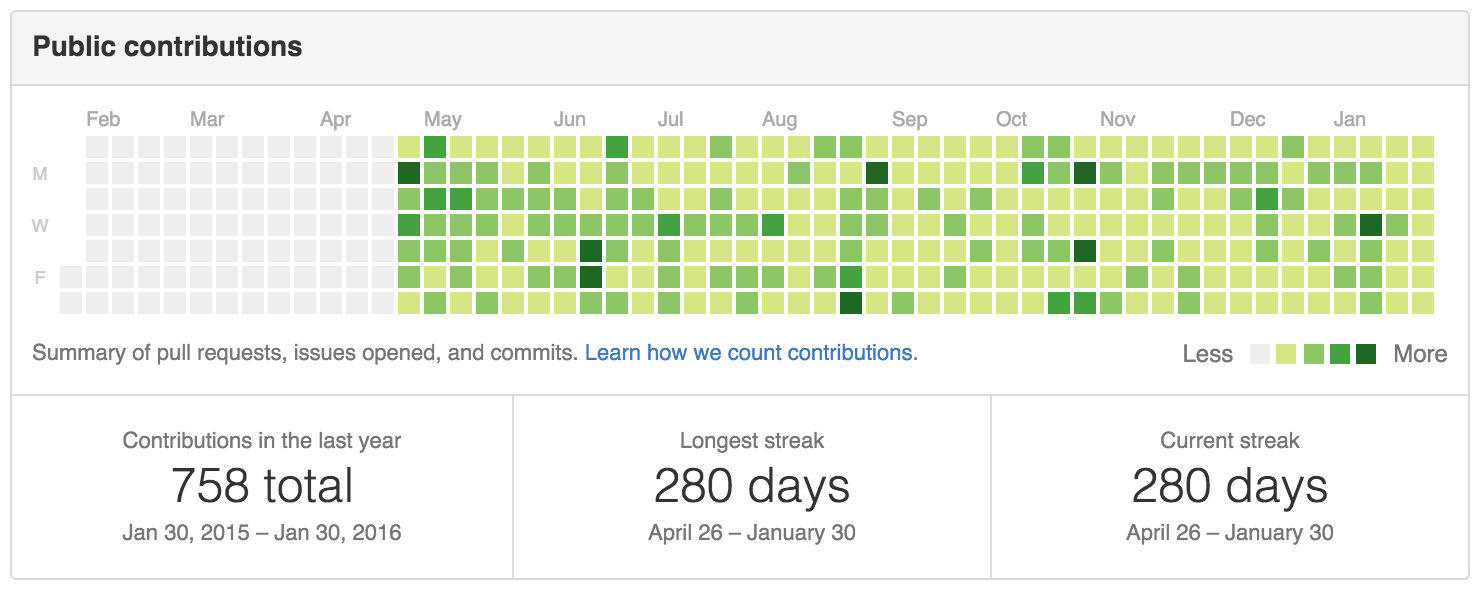 Public contributions
Feb Mar Apr May Jun Jul Aug Sep Oct Nov Dec Jan
M
W
F
Summary of pull requests, issues opened, and commits. Learn how we count contributions. Less More
Contributions in the last year Longest streak Current streak
758 total 280 days 280 days
Jan 30, 2015 – Jan 30, 2016 April 26 – January 30 April 26 – January 30